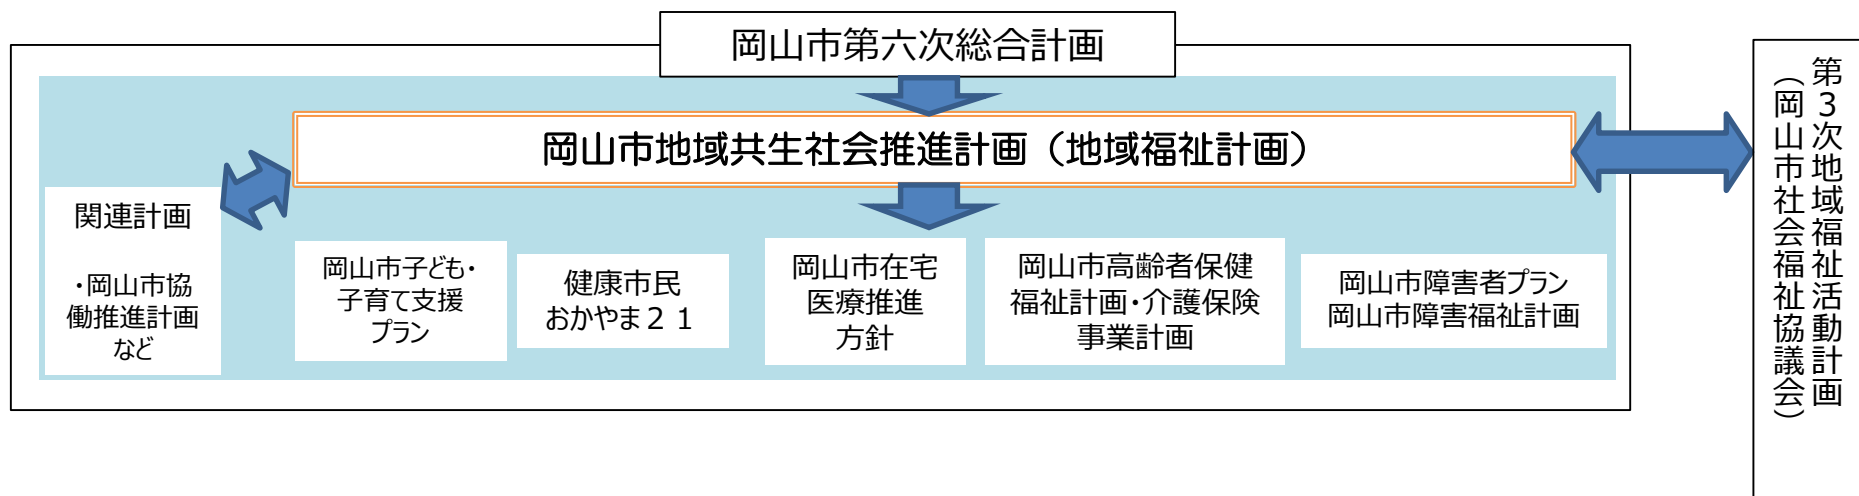 岡山市第六次総合計画
岡山市地域共生社会推進計画（地域福祉計画）
関連計画
・岡山市協
働推進計画
など
岡山市子ども・
子育て支援
プラン
健康市民
おかやま２１
岡山市在宅
医療推進
方針
岡山市高齢者保健
福祉計画・介護保険
事業計画
岡山市障害者プラン
岡山市障害福祉計画
第３次地域福祉活動計画
（岡山市社会福祉協議会）